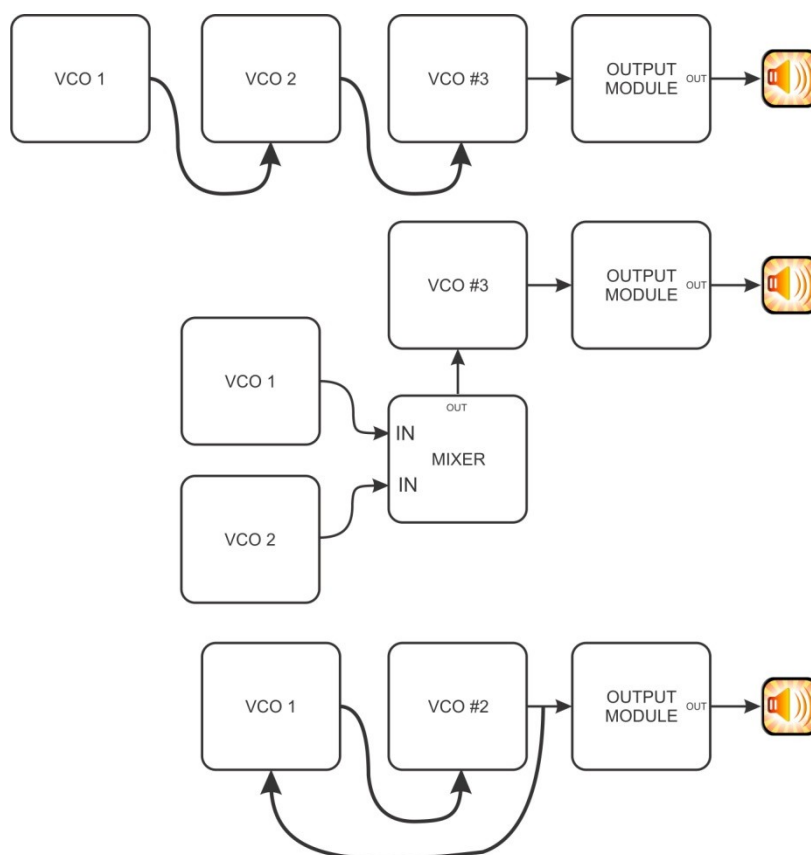 VCO 1
VCO 2
VCO #3
OUTPUT
MODULE
OUT
VCO #3
OUTPUT
MODULE
OUT
VCO 1
OUT
IN
MIXER
IN
VCO 2
VCO 1
VCO #2
OUTPUT
MODULE
OUT